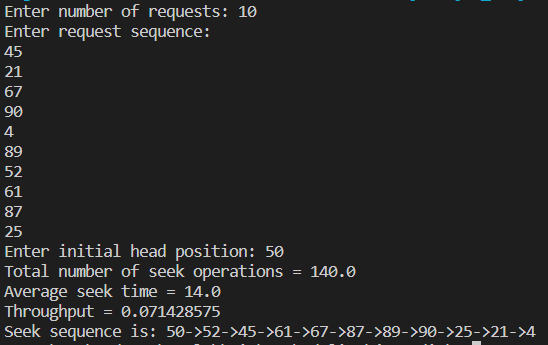 Enter number of requests: 10
Enter request sequence:
45
21
67
90
4
89
52
61
87
25
Enter initial head position: 50
Total number of seek operations = 140.0
Average seek time = 14.0
Throughput = 0.071428575
Seek sequence is: 50->52->45->61->67->87->89->90->25->21->4